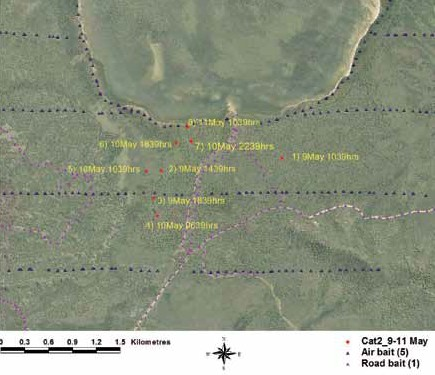 8) 11May 1039hrs
6) 10May 1639hrs
7) 10May 2239hrs
1) 9May 1039hrs
5) 10May 1039hrs
2) 9May 1439hrs
3) 9May 1839hrs
4) 10May 0639hrs
0 0.3 0.6 0.9 1.2 1.5 Kilometres
Cat2_9-11 May
Air bait (5)
Road bait (1)